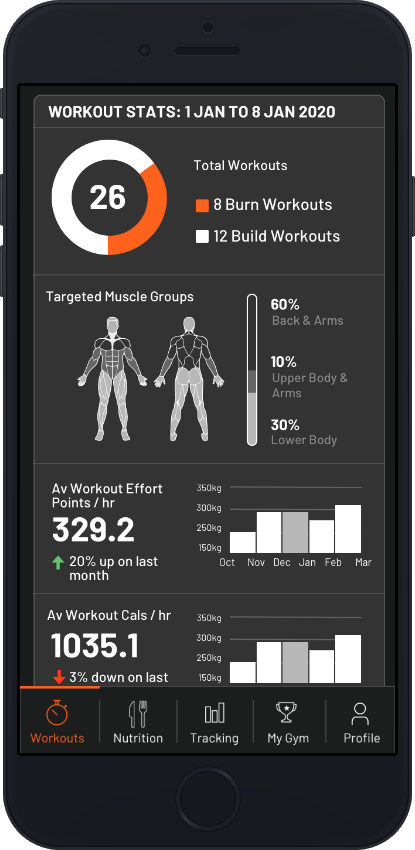 WORKOUT STATS: 1 JAN TO 8 JAN 2020
26
Total Workouts
8 Burn Workouts
12 Build Workouts
Targeted Muscle Groups
60%
Back & Arms
10%
Upper Body &
Arms
30%
Lower Body
Av Workout Effort
Points / hr
329.2
20% up on last
month
350kg
300kg
250kg
150kg
Oct Nov Dec Jan Feb Mar
Av Workout Cals / hr
1035.1
3% down on last
350kg
300kg
250kg
150kg
Workouts Nutrition Tracking My Gym Profile